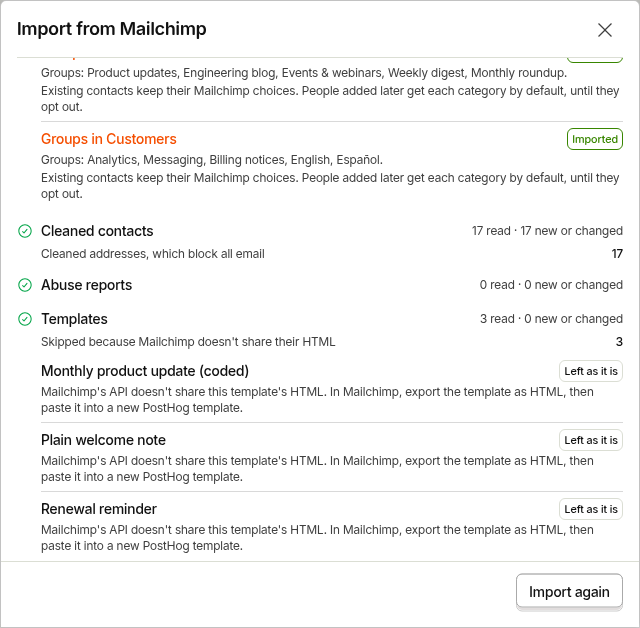 Import from Mailchimp
Groups: Product updates, Engineering blog, Events & webinars, Weekly digest, Monthly roundup.
Existing contacts keep their Mailchimp choices. People added later get each category by default, until they
opt out.
Groups in Customers
Imported
Groups: Analytics, Messaging, Billing notices, English, Español.
Existing contacts keep their Mailchimp choices. People added later get each category by default, until they
opt out.
Cleaned contacts
17 read · 17 new or changed
Cleaned addresses, which block all email
17
Abuse reports
0 read · 0 new or changed
Templates
3 read · 0 new or changed
Skipped because Mailchimp doesn't share their HTML
3
Monthly product update (coded)
Left as it is
Mailchimp's API doesn't share this template's HTML. In Mailchimp, export the template as HTML, then
paste it into a new PostHog template.
Plain welcome note
Left as it is
Mailchimp's API doesn't share this template's HTML. In Mailchimp, export the template as HTML, then
paste it into a new PostHog template.
Renewal reminder
Left as it is
Mailchimp's API doesn't share this template's HTML. In Mailchimp, export the template as HTML, then
paste it into a new PostHog template.
Import again